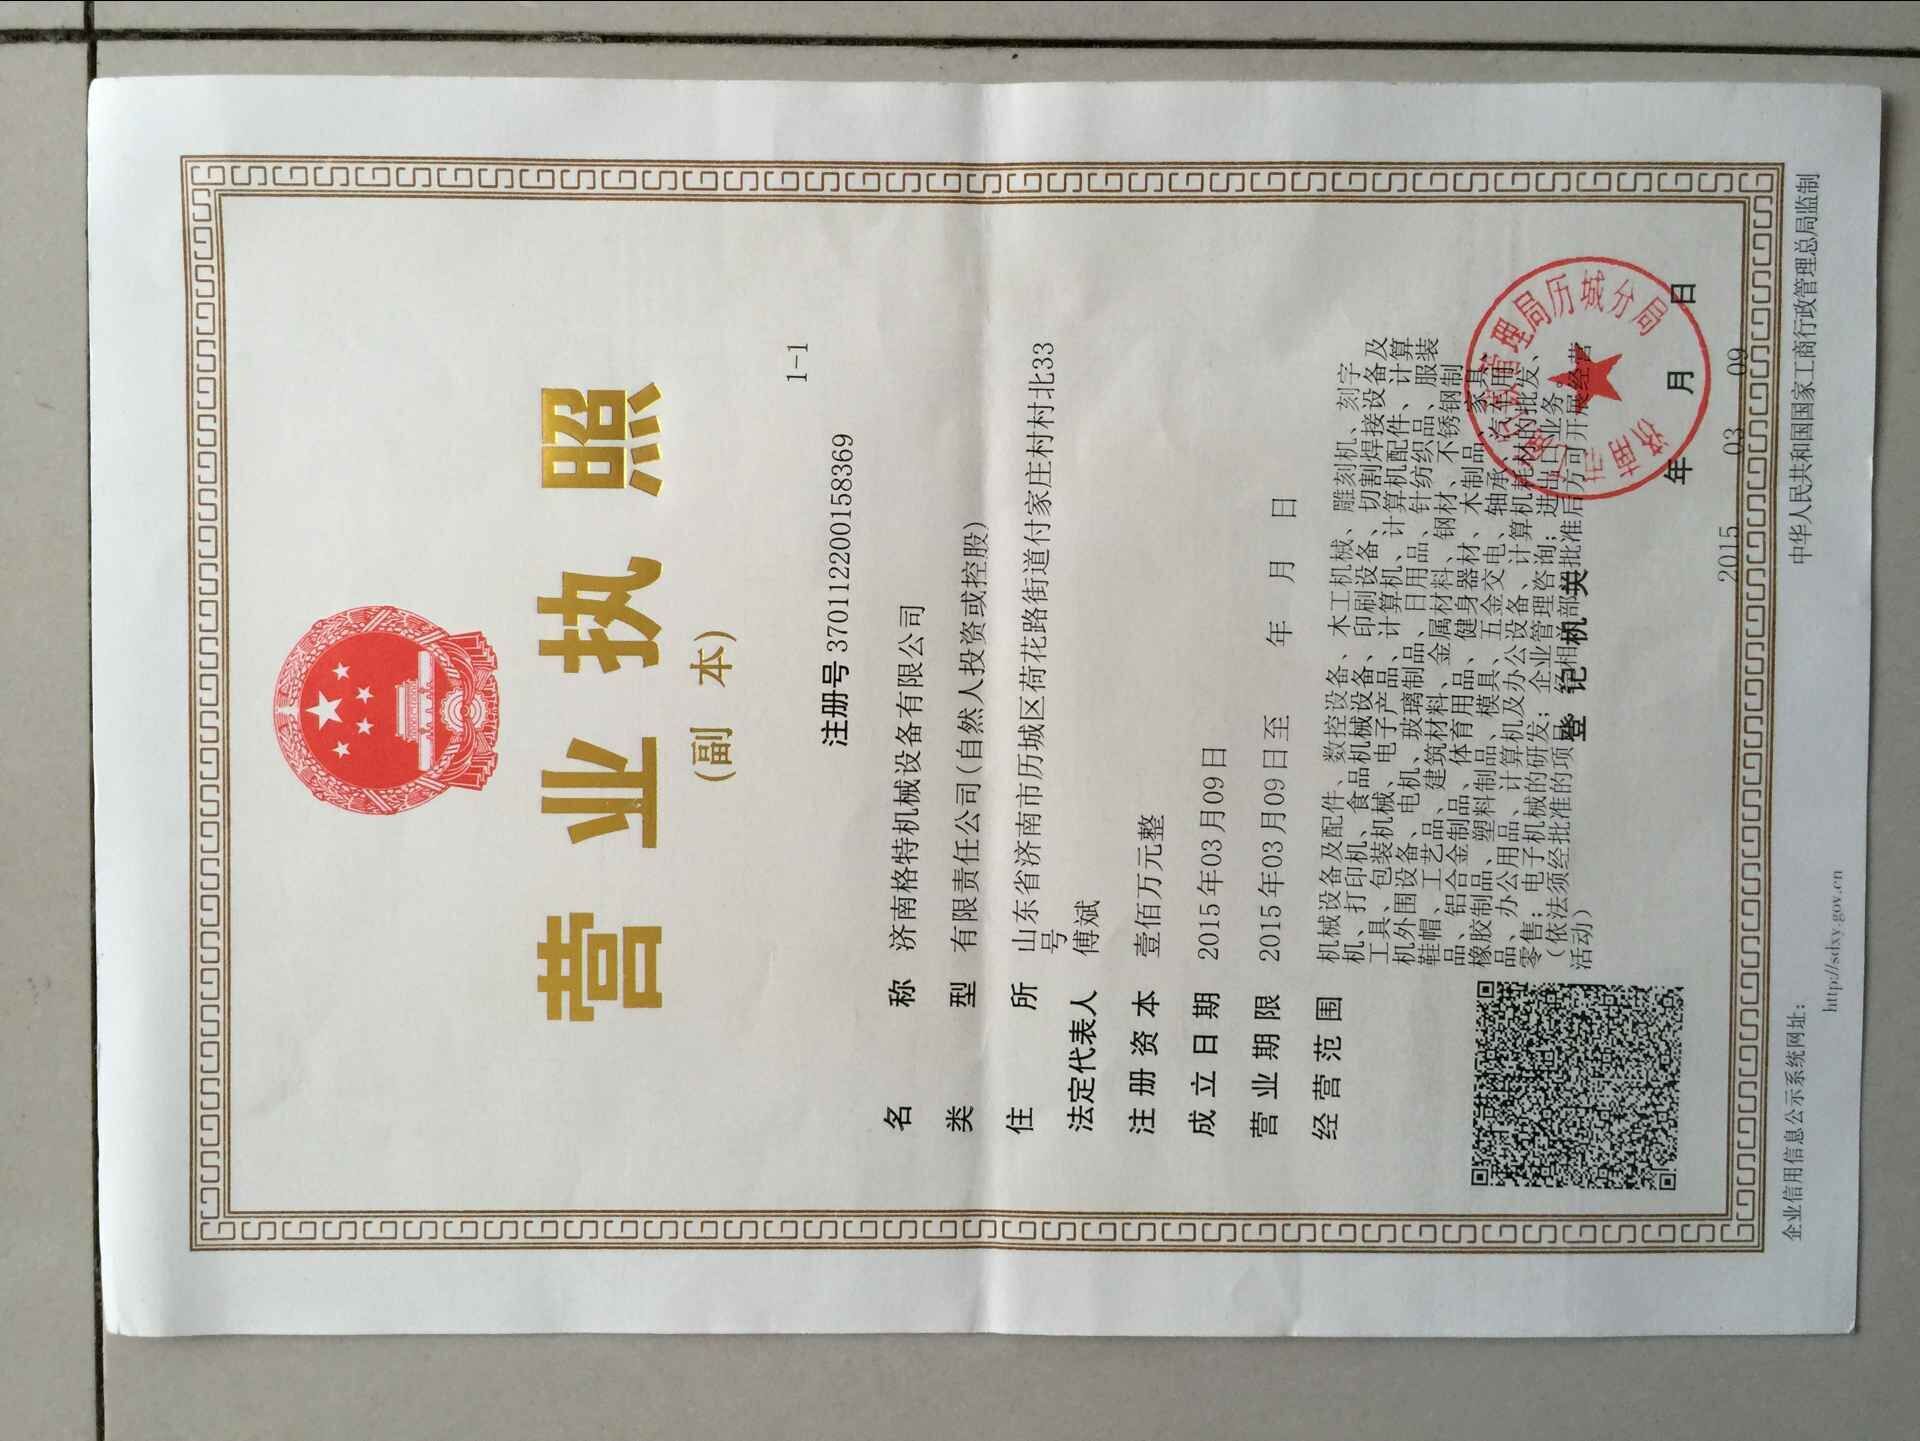 营业执照
(副 本)
1-1
注册号 370112200158369
名 称 济南格特机械设备有限公司
类 型 有限责任公司(自然人投资或控股)
住 所 山东省济南市历城区荷花路街道付家庄村村北33
号
法定代表人 傅斌
注 册 资 本 壹佰万元整
成 立 日 期 2015年03月09日
营 业 期 限 2015年03月09日至 年 月 日
经 营 范 围 机械设备及配件、数控设备、木工机械、雕刻机、刻字
机、打印机、食品机械设备、印刷设备、切割焊接设备及
工具、包装机械、电子产品、计算机、计算机配件、计算
机外围设备、电机、玻璃制品、日用品、针纺织品、服装
鞋帽、工艺品、建筑材料、金属材料、钢材、不锈钢制
品、铝合金制品、体育用品、健身器材、木制品、家具、
橡胶制品、塑料制品、模具、五金交电、轴承、汽车用
品、办公用品、计算机及办公设备、计算机耗材的批发、
零售；电子机械的研发；企业管理咨询；进出口业务。
（依法须经批准的项目，经相关部门批准后方可开展经营
活动）
登 记 机 关
济南市 管理局历城分局
年 月 日
2015 03 09
企业信用信息公示系统网址：
http://sdxy.gov.cn
中华人民共和国国家工商行政管理总局监制